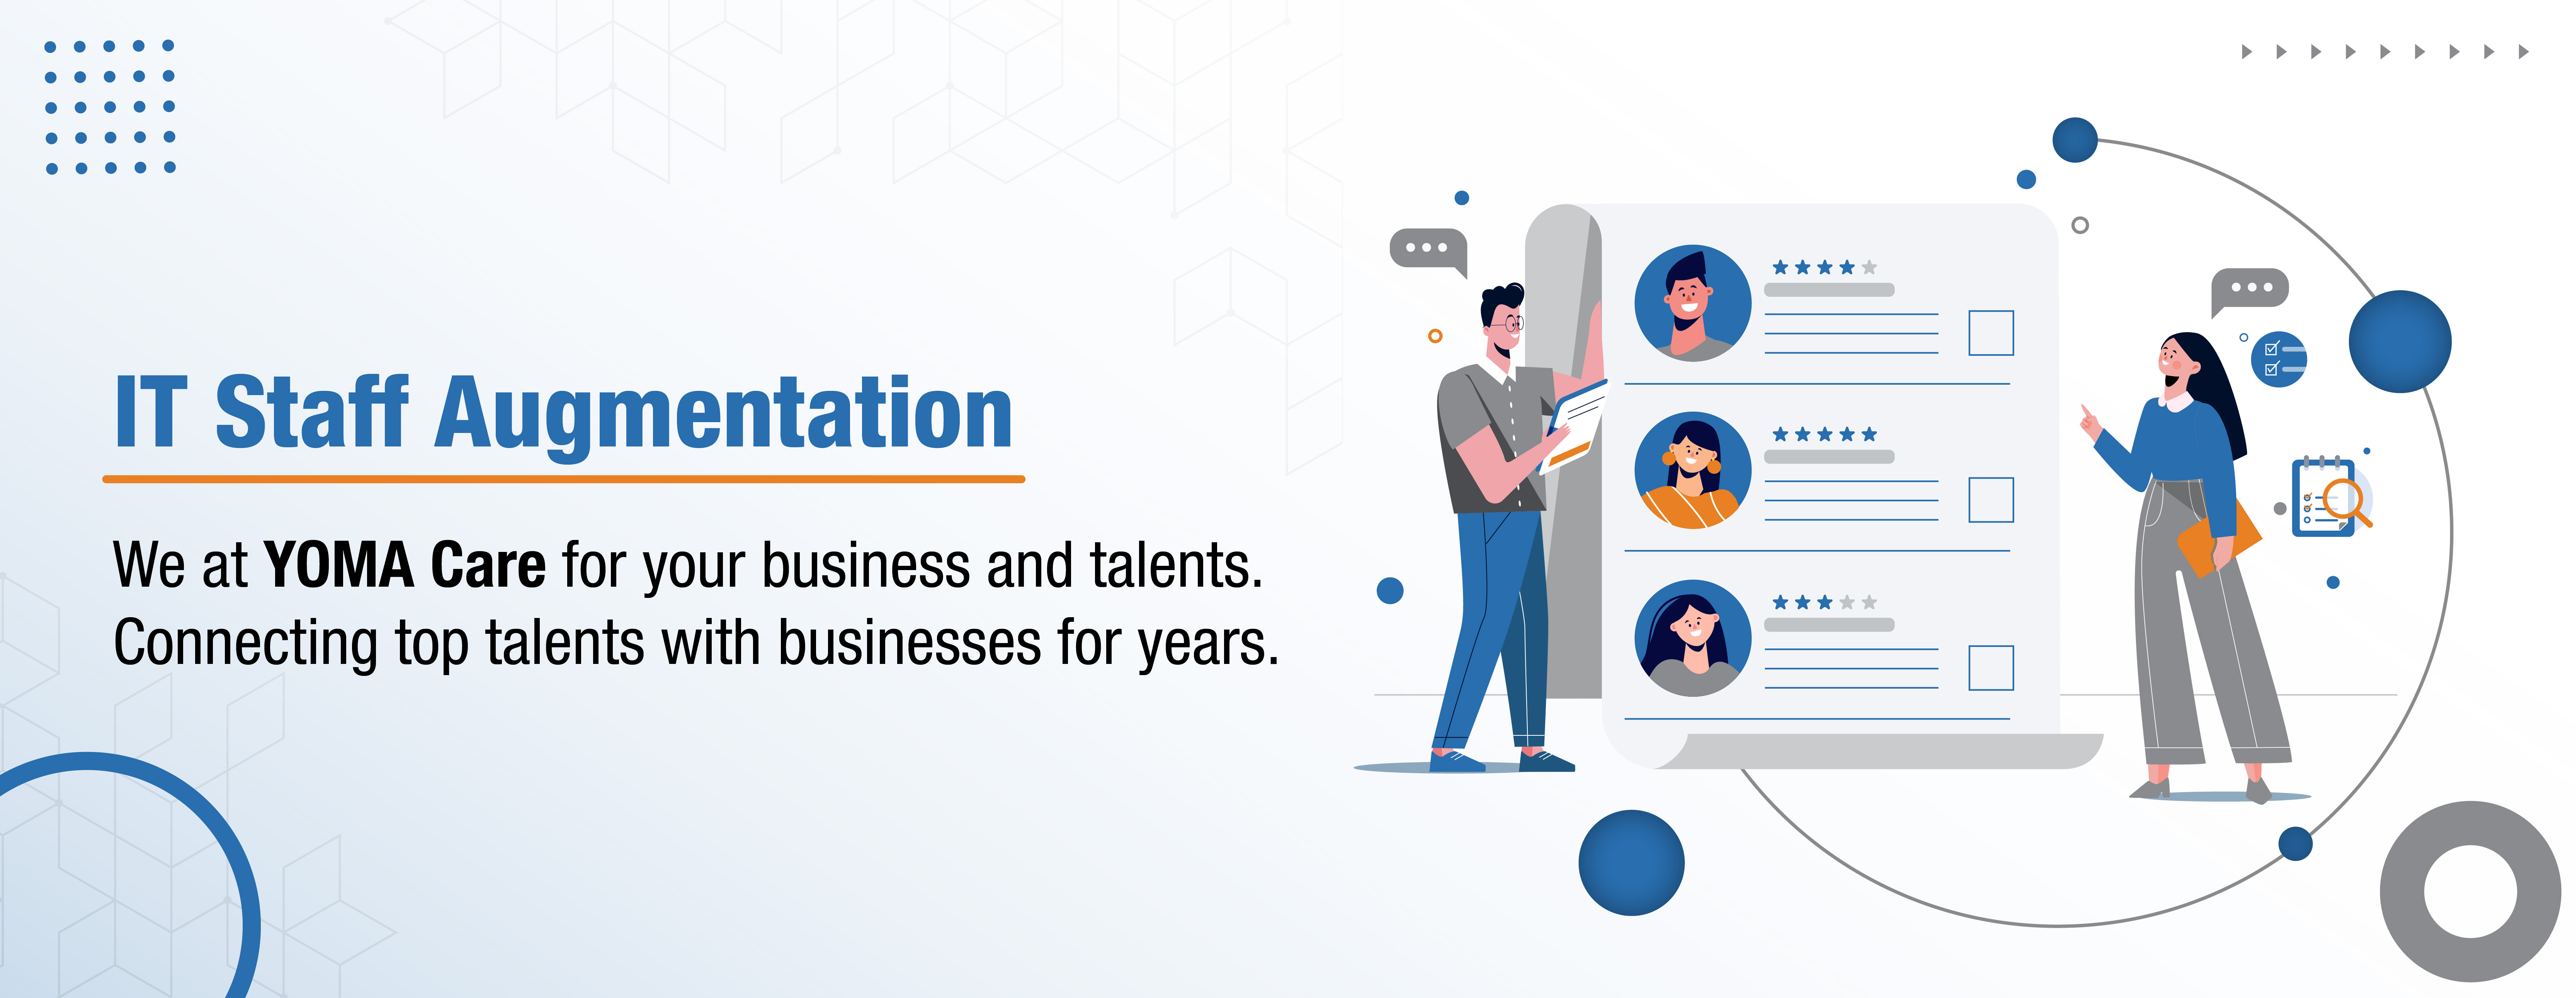 IT Staff Augmentation
We at YOMA Care for your business and talents.
Connecting top talents with businesses for years.